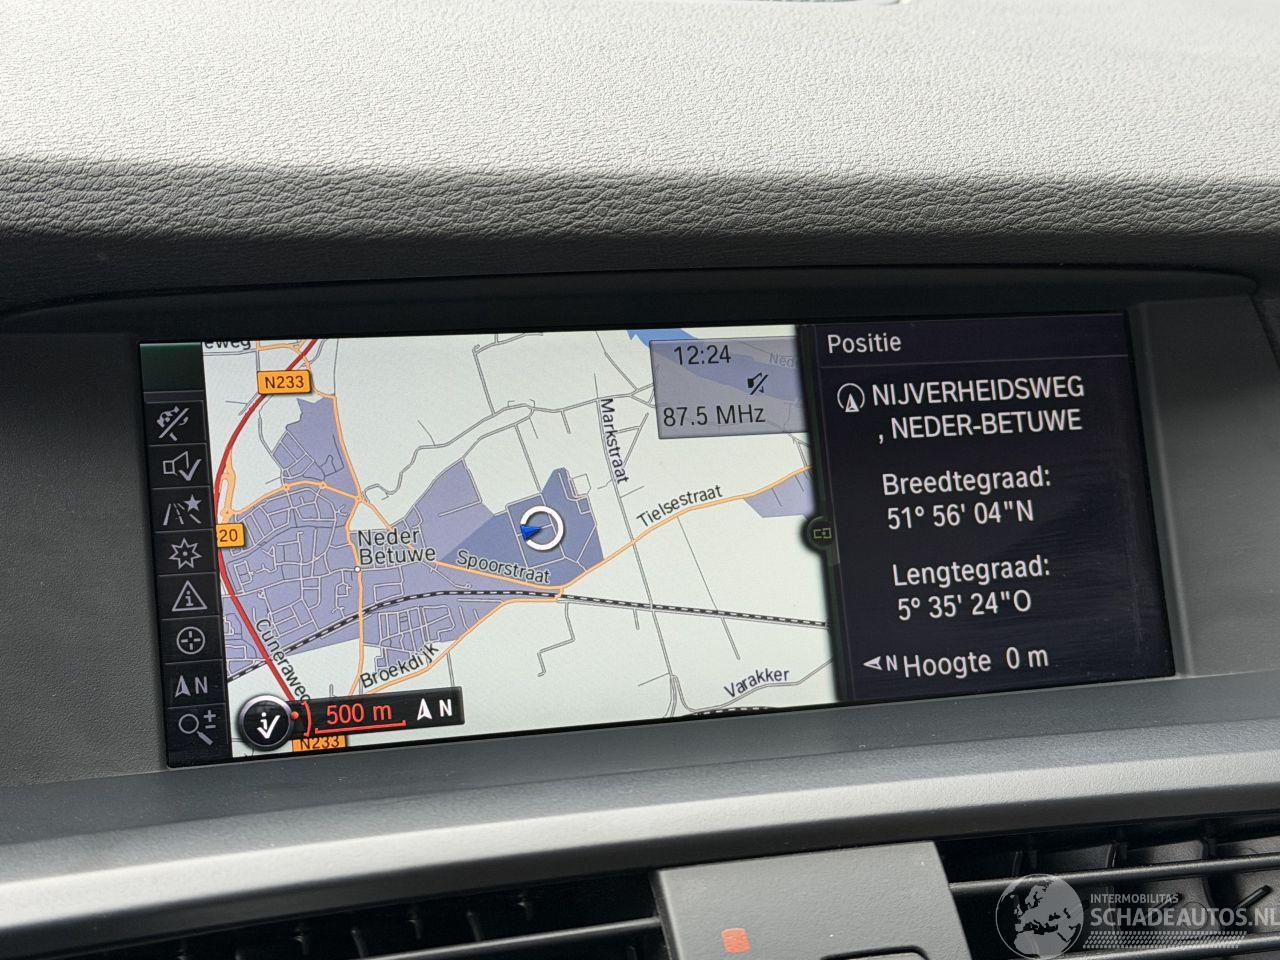 eweg
N233
12:24
Ned
87.5 MHz
Markstraat
Tielsestraat
20
Neder
Betuwe
Spoorstraat
Cuneraweg
Broekdijk
Varakker
500 m
N
N233
N
Positie
NIJVERHEIDSWEG
, NEDER-BETUWE
Breedtegraad:
51° 56' 04"N
Lengtegraad:
5° 35' 24"O
N Hoogte 0 m
INTERMOBILITAS
SCHADEAUTOS.NL